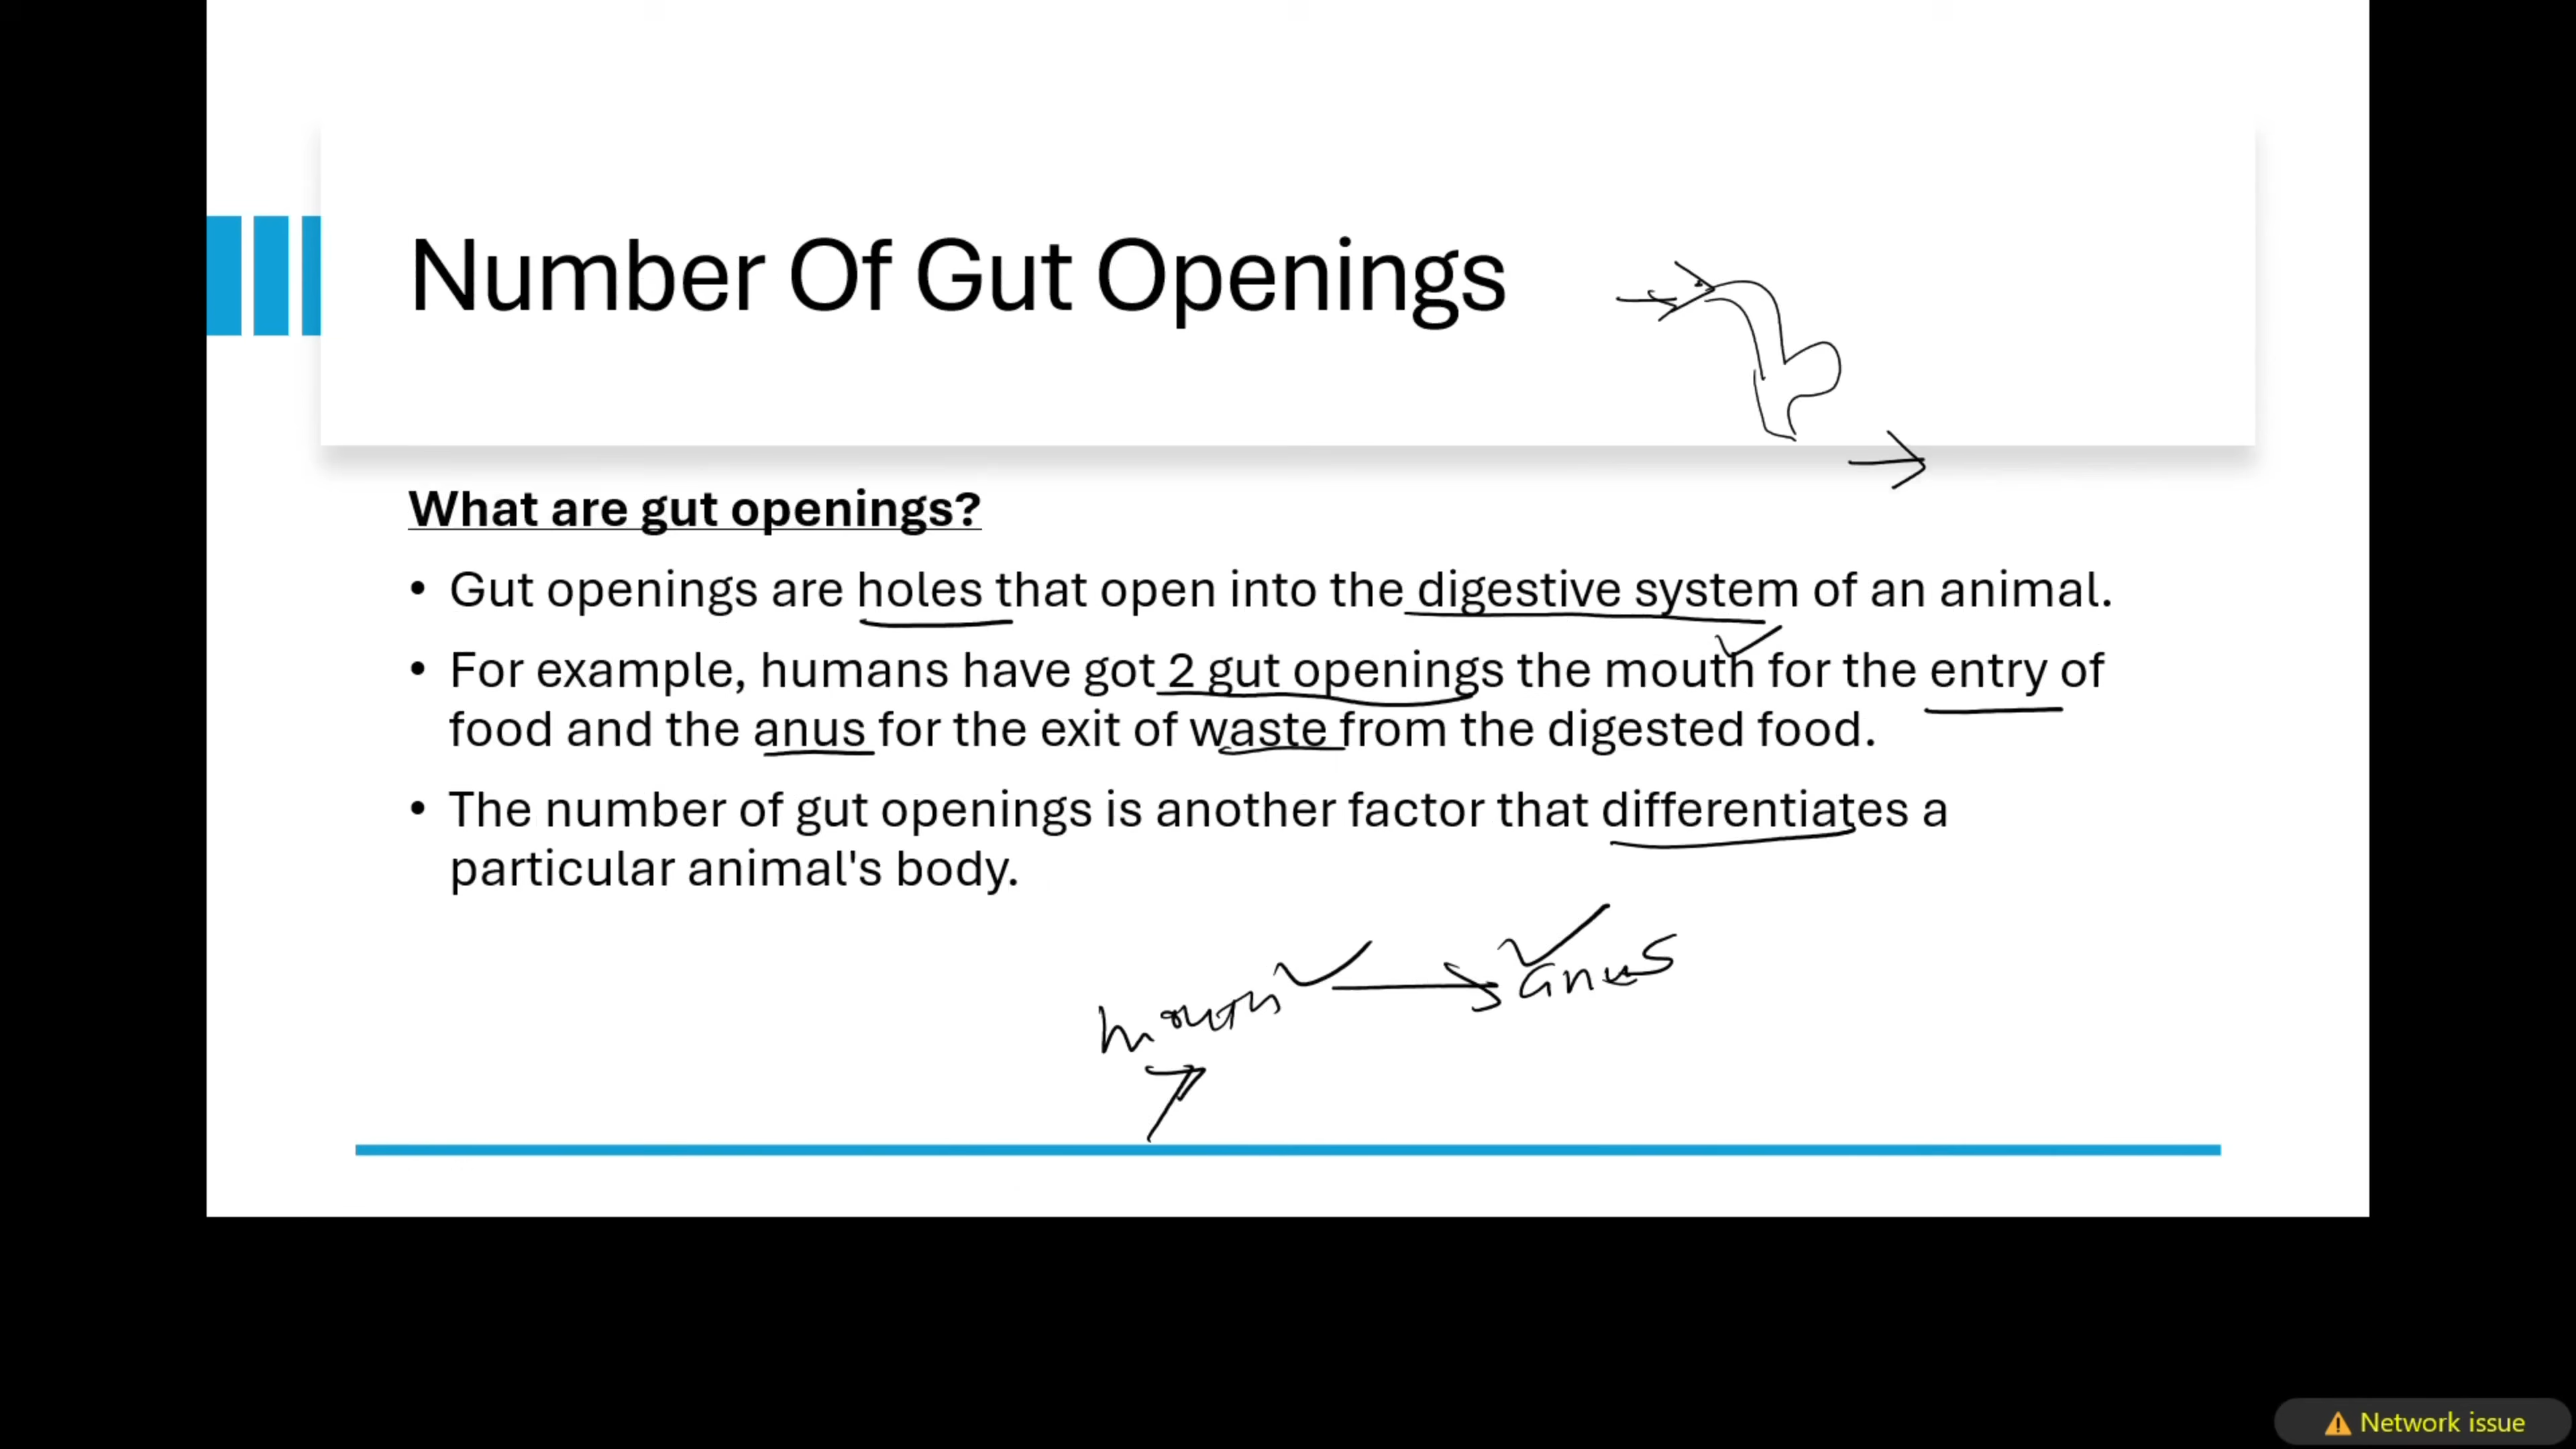 Number Of Gut Openings
What are gut openings?
• Gut openings are holes that open into the digestive system of an animal.
• For example, humans have got 2 gut openings the mouth for the entry of
food and the anus for the exit of waste from the digested food.
• The number of gut openings is another factor that differentiates a
particular animal's body.
mouth anus
Network issue